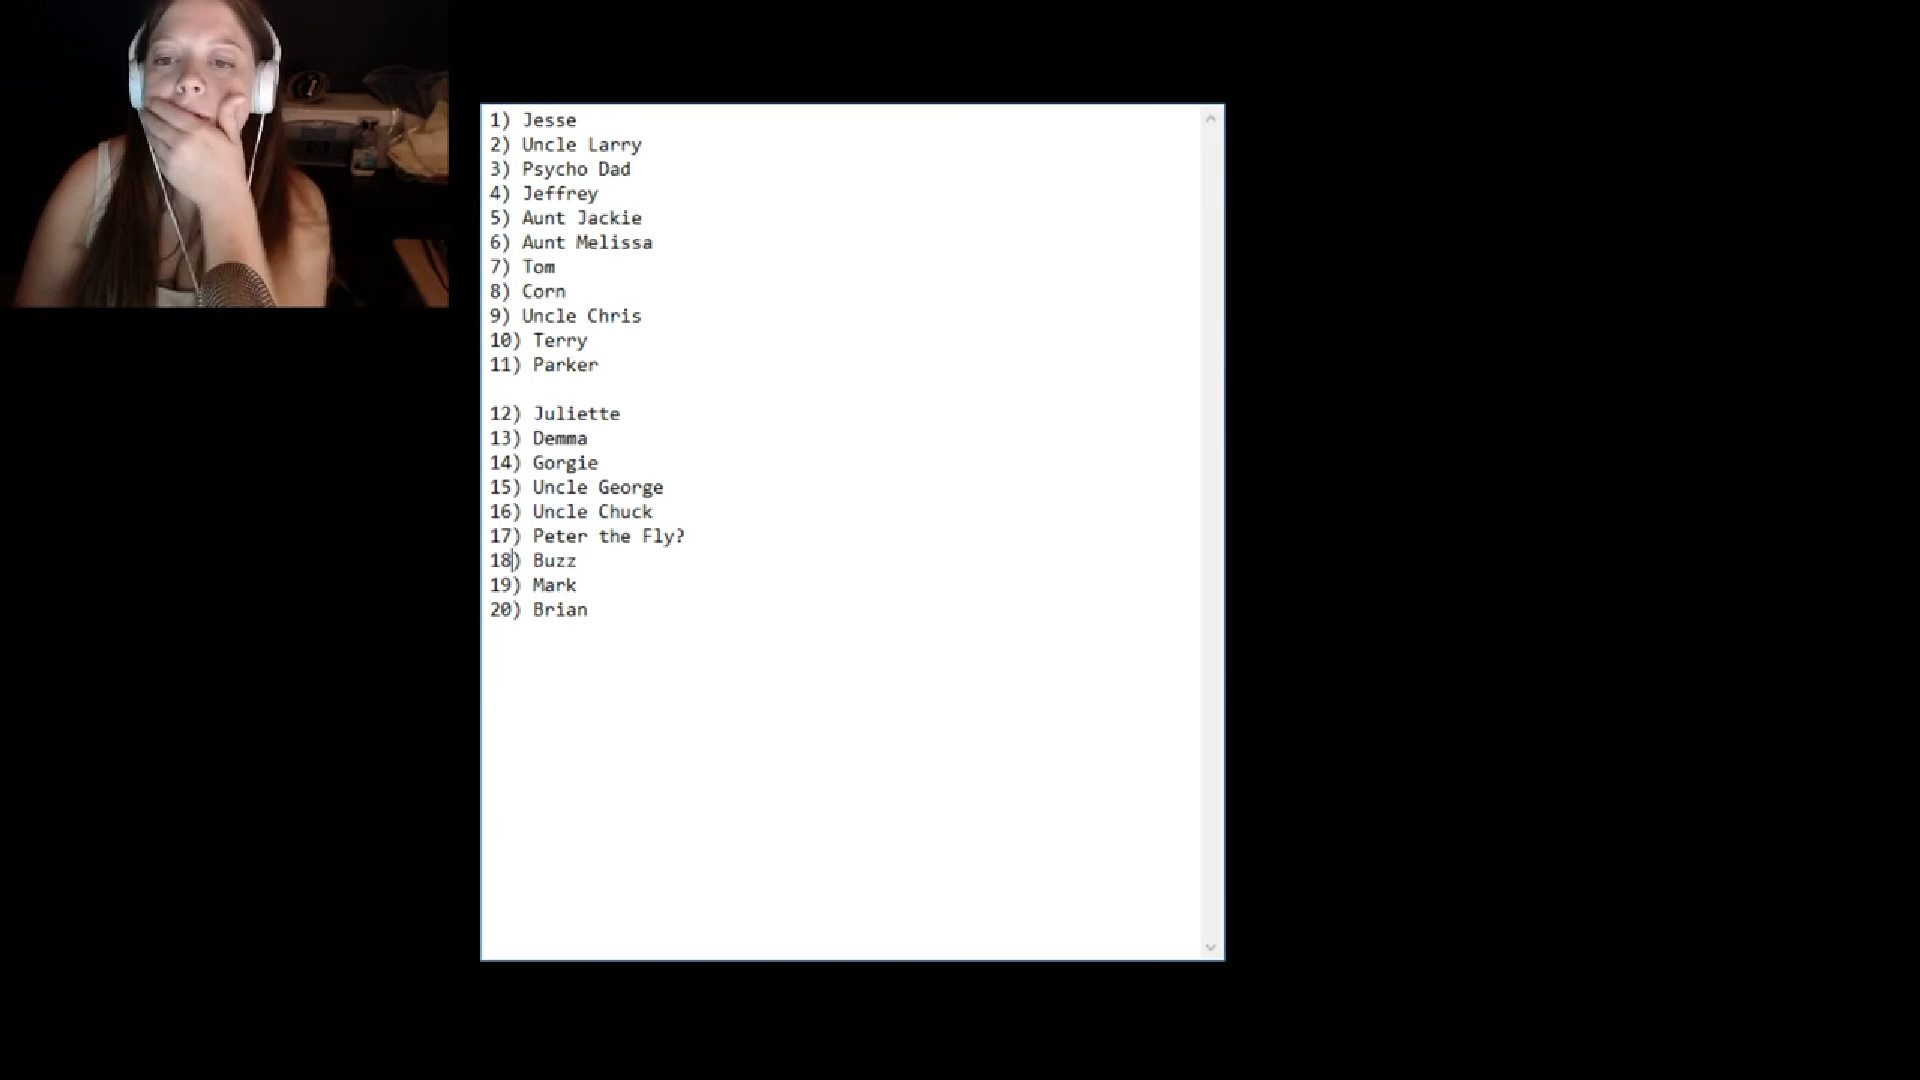 1) Jesse
2) Uncle Larry
3) Psycho Dad
4) Jeffrey
5) Aunt Jackie
6) Aunt Melissa
7) Tom
8) Corn
9) Uncle Chris
10) Terry
11) Parker
12) Juliette
13) Demma
14) Gorgie
15) Uncle George
16) Uncle Chuck
17) Peter the Fly?
18) Buzz
19) Mark
20) Brian